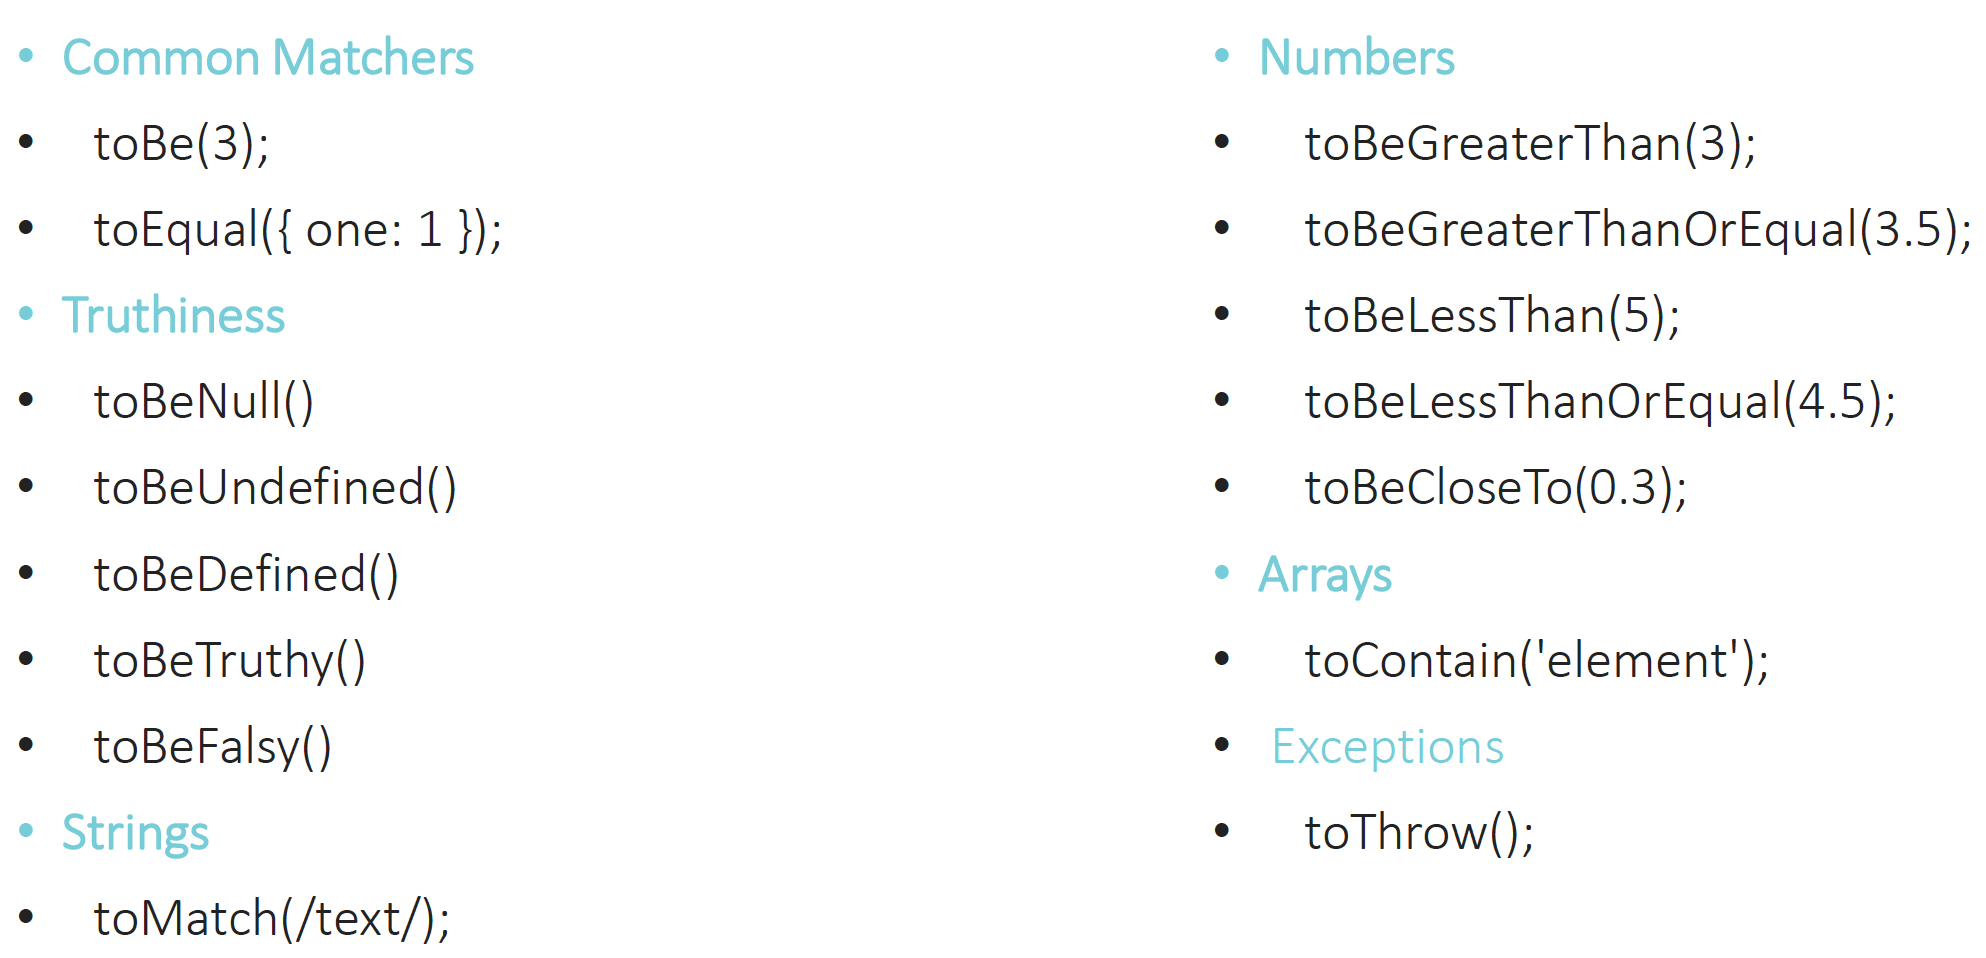 • Common Matchers
• toBe(3);
• toEqual({ one: 1 });
• Truthiness
• toBeNull()
• toBeUndefined()
• toBeDefined()
• toBeTruthy()
• toBeFalsy()
• Strings
• toMatch(/text/);
• Numbers
• toBeGreaterThan(3);
• toBeGreaterThanOrEqual(3.5);
• toBeLessThan(5);
• toBeLessThanOrEqual(4.5);
• toBeCloseTo(0.3);
• Arrays
• toContain('element');
• Exceptions
• toThrow();